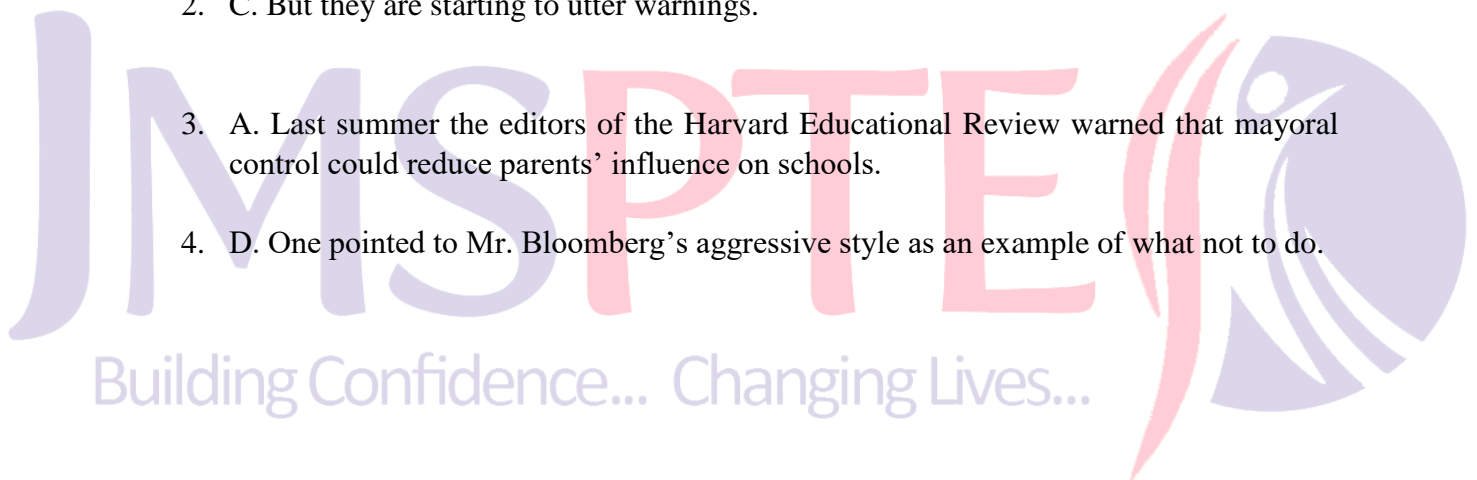 2. C. But they are starting to utter warnings.
3. A. Last summer the editors of the Harvard Educational Review warned that mayoral
control could reduce parents’ influence on schools.
4. D. One pointed to Mr. Bloomberg’s aggressive style as an example of what not to do.
JMSPTE
Building Confidence... Changing Lives...